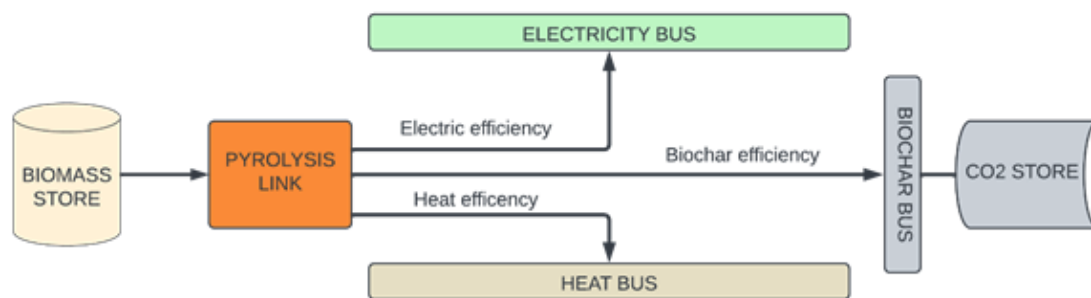 ELECTRICITY BUS
Electric efficiency
BIOMASS
STORE
PYROLYSIS
LINK
Biochar efficiency
BIOCHAR BUS
CO2 STORE
Heat efficency
HEAT BUS